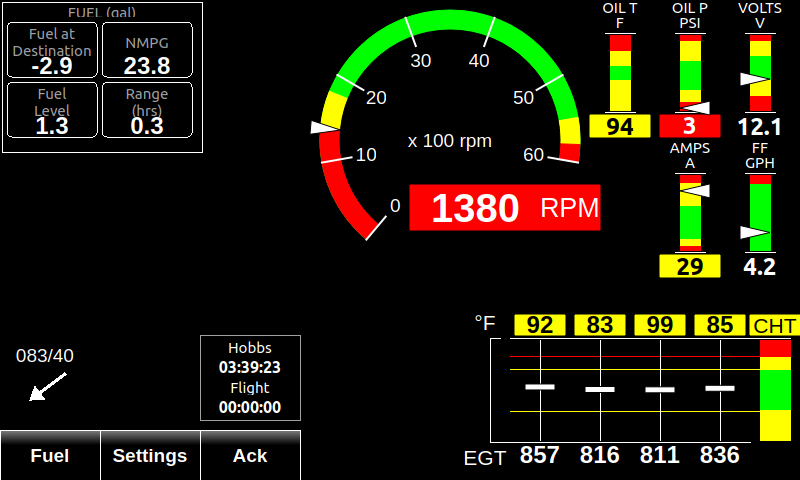 FUEL (gal)
Fuel at
Destination
-2.9
NMPG
23.8
Fuel
Level
1.3
Range
(hrs)
0.3
0
10
20
30
40
50
60
x 100 rpm
1380 RPM
OIL T
F
94
OIL P
PSI
3
VOLTS
V
12.1
AMPS
A
29
FF
GPH
4.2
083/40
Hobbs
03:39:23
Flight
00:00:00
°F 92 83 99 85 CHT
EGT 857 816 811 836
Fuel Settings Ack